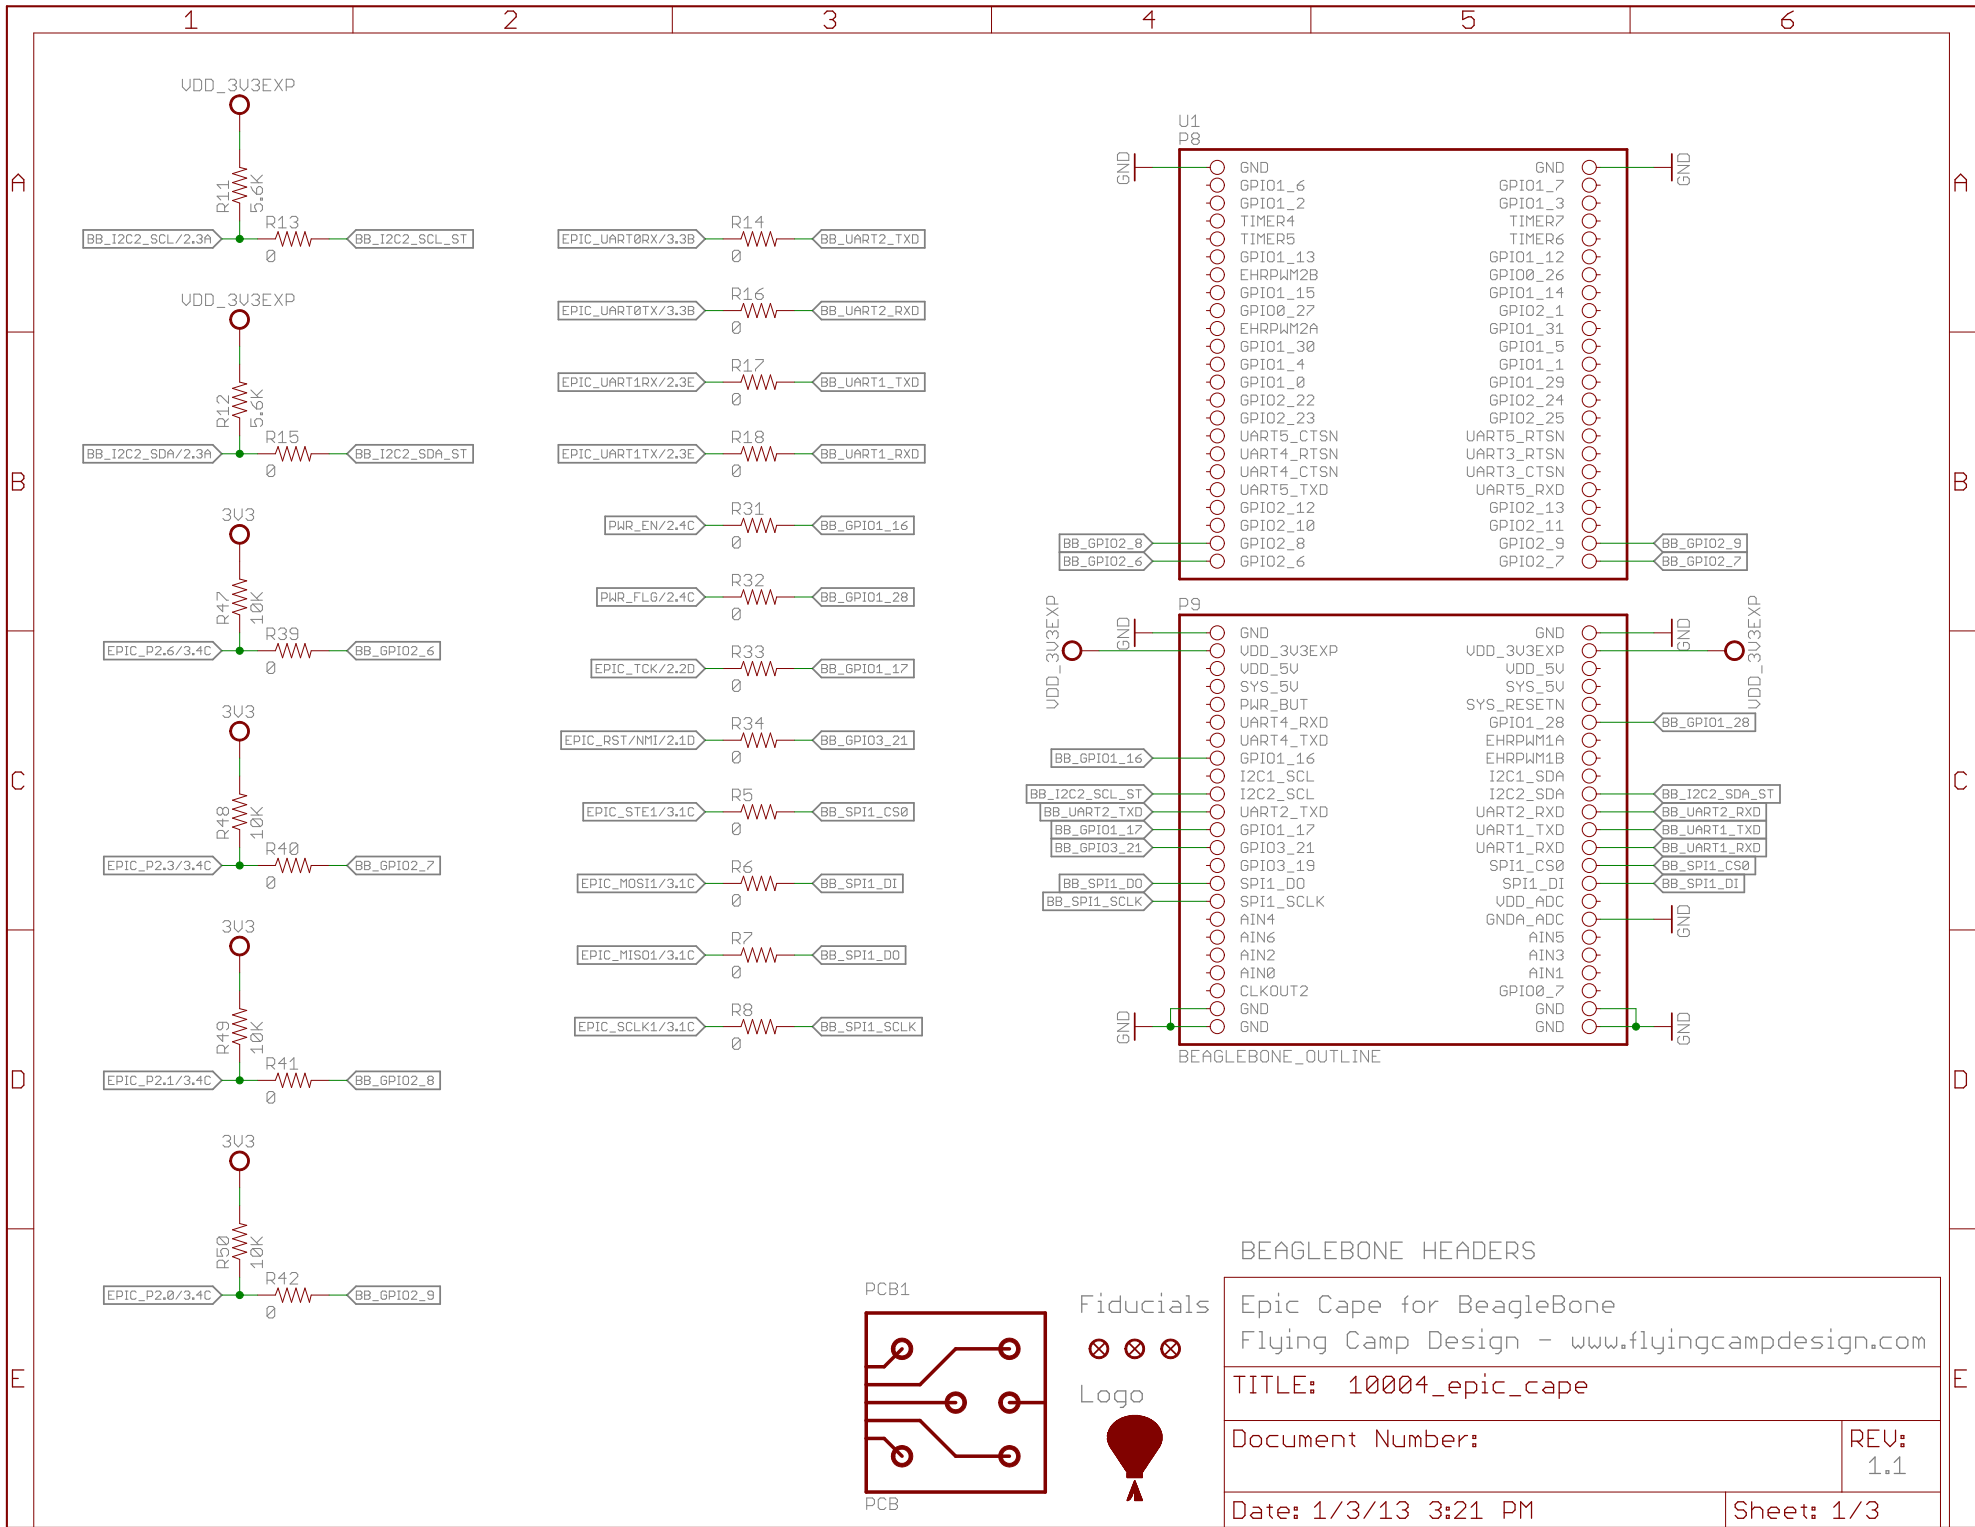 1 2 3 4 5 6
A
B
C
D
E
VDD_3V3EXP
R11
5.6K
BB_I2C2_SCL/2.3A
R13
0
BB_I2C2_SCL_ST
VDD_3V3EXP
R12
5.6K
BB_I2C2_SDA/2.3A
R15
0
BB_I2C2_SDA_ST
3V3
R47
10K
EPIC_P2.6/3.4C
R39
0
BB_GPIO2_6
3V3
R48
10K
EPIC_P2.3/3.4C
R40
0
BB_GPIO2_7
3V3
R49
10K
EPIC_P2.1/3.4C
R41
0
BB_GPIO2_8
3V3
R50
10K
EPIC_P2.0/3.4C
R42
0
BB_GPIO2_9
R14
EPIC_UART0RX/3.3B BB_UART2_TXD
0
R16
EPIC_UART0TX/3.3B BB_UART2_RXD
0
R17
EPIC_UART1RX/2.3E BB_UART1_TXD
0
R18
EPIC_UART1TX/2.3E BB_UART1_RXD
0
R31
PWR_EN/2.4C BB_GPIO1_16
0
R32
PWR_FLG/2.4C BB_GPIO1_28
0
R33
EPIC_TCK/2.2D BB_GPIO1_17
0
R34
EPIC_RST/NMI/2.1D BB_GPIO3_21
0
R5
EPIC_STE1/3.1C BB_SPI1_CS0
0
R6
EPIC_MOSI1/3.1C BB_SPI1_DI
0
R7
EPIC_MISO1/3.1C BB_SPI1_DO
0
R8
EPIC_SCLK1/3.1C BB_SPI1_SCLK
0
U1
P8
GND GND GND GND
GPIO1_6 GPIO1_7
GPIO1_2 GPIO1_3
TIMER4 TIMER7
TIMER5 TIMER6
GPIO1_13 GPIO1_12
EHRPWM2B GPIO0_26
GPIO1_15 GPIO1_14
GPIO0_27 GPIO2_1
EHRPWM2A GPIO1_31
GPIO1_30 GPIO1_5
GPIO1_4 GPIO1_1
GPIO1_0 GPIO1_29
GPIO2_22 GPIO2_24
GPIO2_23 GPIO2_25
UART5_CTSN UART5_RTSN
UART4_RTSN UART3_RTSN
UART4_CTSN UART3_CTSN
UART5_TXD UART5_RXD
GPIO2_12 GPIO2_13
GPIO2_10 GPIO2_11
BB_GPIO2_8 GPIO2_8 GPIO2_9 BB_GPIO2_9
BB_GPIO2_6 GPIO2_6 GPIO2_7 BB_GPIO2_7
P9
GND GND GND GND
VDD_3V3EXP VDD_3V3EXP VDD_3V3EXP VDD_3V3EXP
VDD_5V VDD_5V
SYS_5V SYS_5V
PWR_BUT SYS_RESETN
UART4_RXD GPIO1_28 BB_GPIO1_28
UART4_TXD EHRPWM1A
BB_GPIO1_16 GPIO1_16 EHRPWM1B
I2C1_SCL I2C1_SDA
BB_I2C2_SCL_ST I2C2_SCL I2C2_SDA BB_I2C2_SDA_ST
BB_UART2_TXD UART2_TXD UART2_RXD BB_UART2_RXD
BB_GPIO1_17 GPIO1_17 UART1_TXD BB_UART1_TXD
BB_GPIO3_21 GPIO3_21 UART1_RXD BB_UART1_RXD
GPIO3_19 SPI1_CS0 BB_SPI1_CS0
BB_SPI1_DO SPI1_DO SPI1_DI BB_SPI1_DI
BB_SPI1_SCLK SPI1_SCLK VDD_ADC
AIN4 GNDA_ADC GND
AIN6 AIN5
AIN2 AIN3
AIN0 AIN1
CLKOUT2 GPIO0_7
GND GND
GND GND GND GND
BEAGLEBONE_OUTLINE
PCB1
PCB
Fiducials
Logo
BEAGLEBONE HEADERS
Epic Cape for BeagleBone
Flying Camp Design - www.flyingcampdesign.com
TITLE: 10004_epic_cape
Document Number:
REV:
1.1
Date: 1/3/13 3:21 PM
Sheet: 1/3
A
B
C
D
E